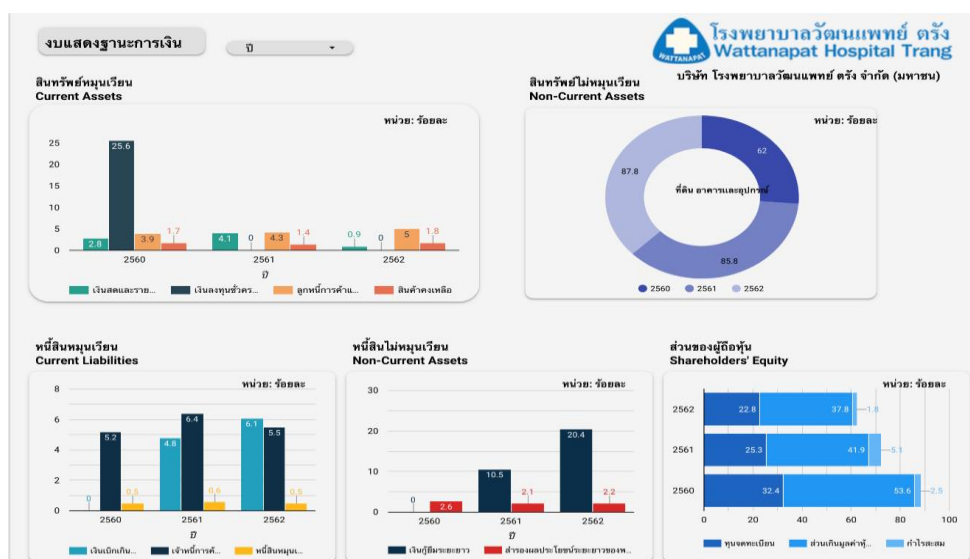 งบแสดงฐานะการเงิน
ปี
โรงพยาบาลวัฒนแพทย์ ตรัง
Wattanapat Hospital Trang
WATTANAPAT
บริษัท โรงพยาบาลวัฒนแพทย์ ตรัง จำกัด (มหาชน)
สินทรัพย์หมุนเวียน
Current Assets
หน่วย: ร้อยละ
25
20
15
10
5
0
2.8
25.6
3.9
1.7
4.1
0
4.3
1.4
0.9
0
5
1.8
2560
2561
2562
ปี
เงินสดและราย...
เงินลงทุนชั่วคร...
ลูกหนี้การค้าแ...
สินค้าคงเหลือ
สินทรัพย์ไม่หมุนเวียน
Non-Current Assets
หน่วย: ร้อยละ
62
87.8
ที่ดิน อาคารและอุปกรณ์
85.8
2560
2561
2562
หนี้สินหมุนเวียน
Current Liabilities
หน่วย: ร้อยละ
8
6
4
2
0
0
5.2
0.5
4.8
6.4
0.6
6.1
5.5
0.5
2560
2561
2562
ปี
เงินเบิกเกิน...
เจ้าหนี้การค้...
หนี้สินหมุนเ...
หนี้สินไม่หมุนเวียน
Non-Current Assets
หน่วย: ร้อยละ
30
20
10
0
0
2.6
10.5
2.1
20.4
2.2
2560
2561
2562
ปี
เงินกู้ยืมระยะยาว
สำรองผลประโยชน์ระยะยาวของพ...
ส่วนของผู้ถือหุ้น
Shareholders' Equity
หน่วย: ร้อยละ
2562
22.8
37.8
1.8
2561
25.3
41.9
5.1
2560
32.4
53.6
2.5
0
20
40
60
80
100
ทุนจดทะเบียน
ส่วนเกินมูลค่าหุ้...
กำไรสะสม